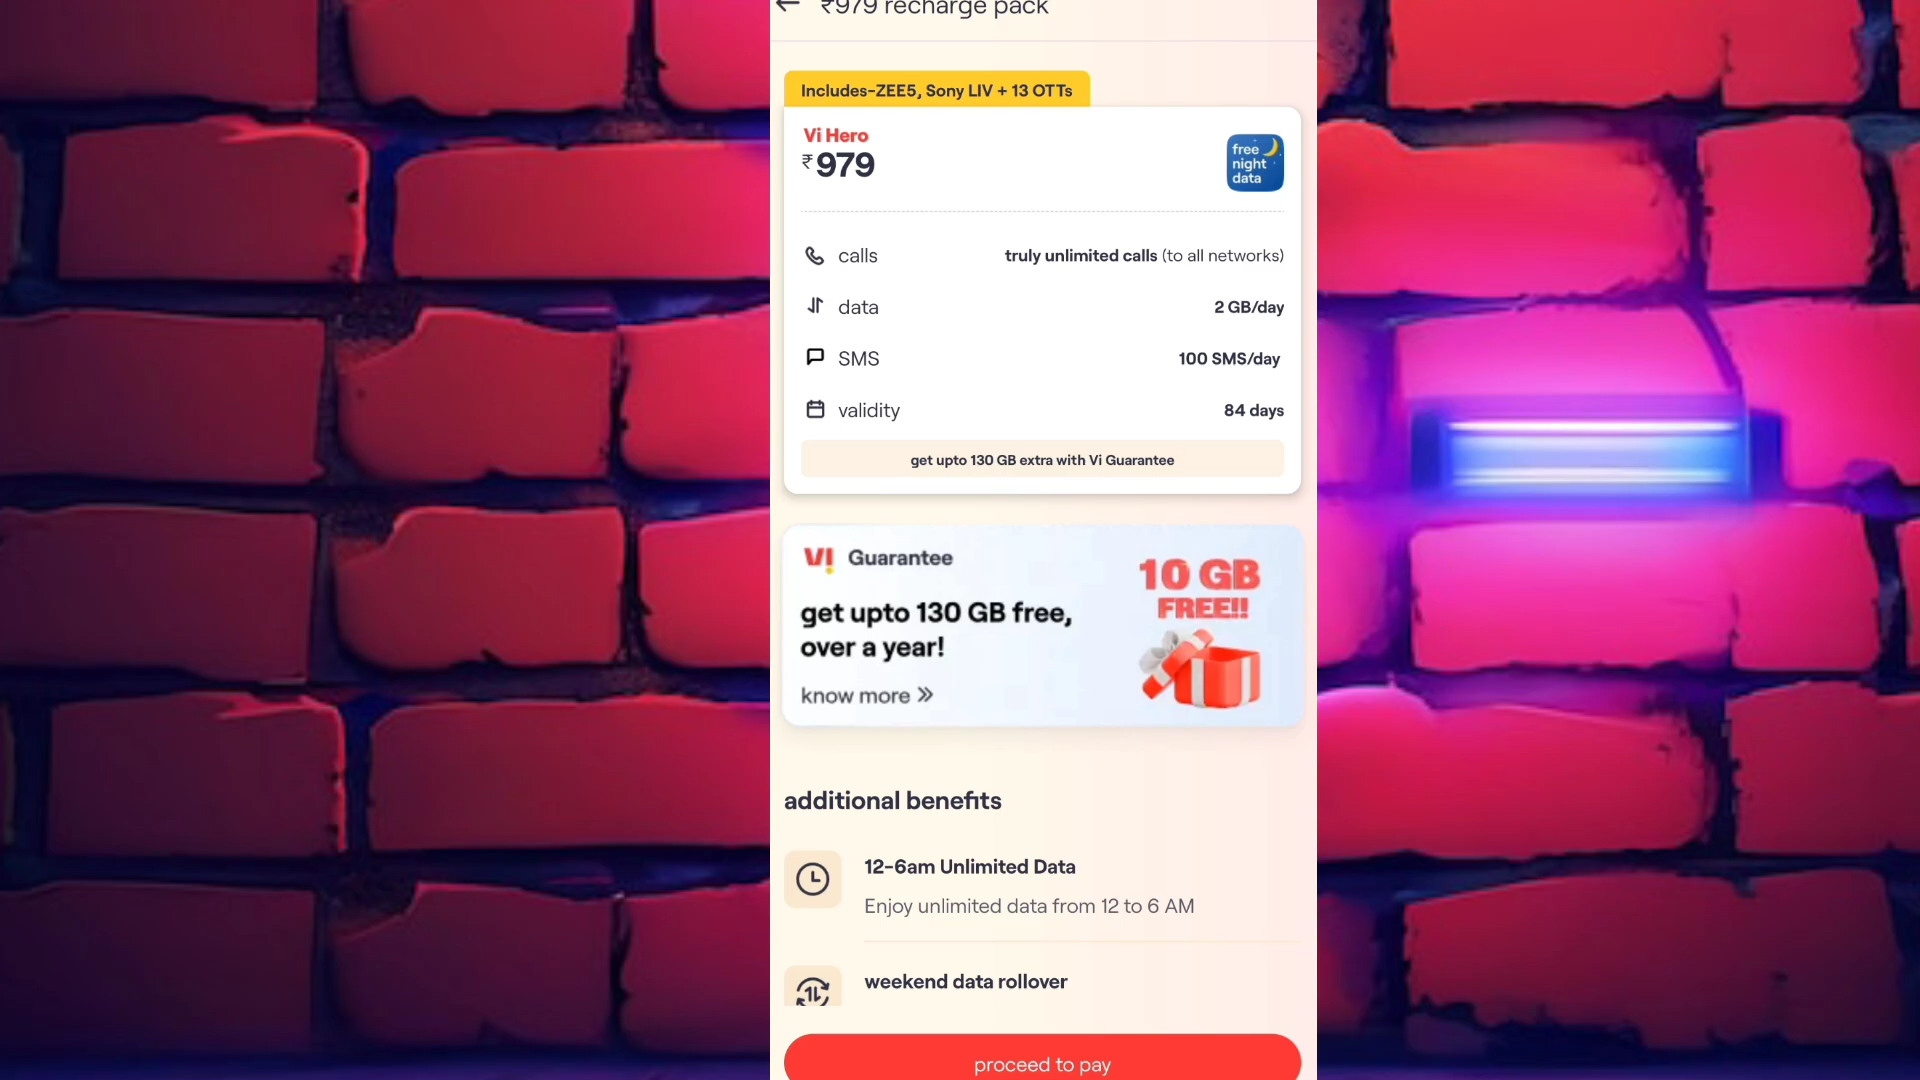 ₹979 recharge pack
Includes-ZEE5, Sony LIV + 13 OTTs
Vi Hero
₹979
free
night
data
calls truly unlimited calls (to all networks)
data 2 GB/day
SMS 100 SMS/day
validity 84 days
get upto 130 GB extra with Vi Guarantee
VI Guarantee
10 GB
FREE!!
get upto 130 GB free,
over a year!
know more »
additional benefits
12-6am Unlimited Data
Enjoy unlimited data from 12 to 6 AM
weekend data rollover
proceed to pay